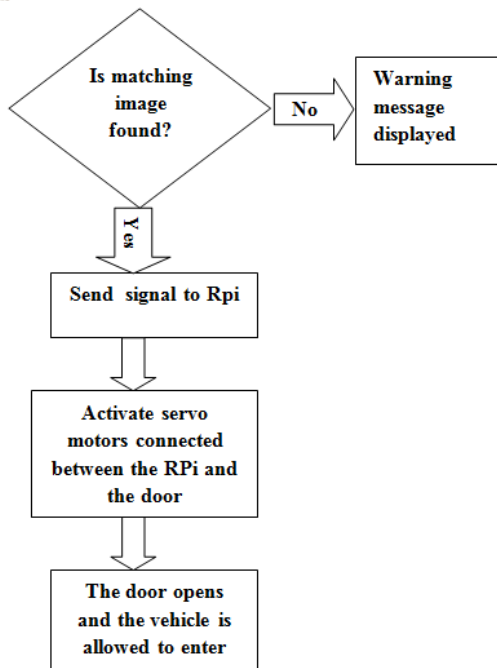 Is matching
image
found?
No
Warning
message
displayed
Yes
Send signal to Rpi
Activate servo
motors connected
between the RPi and
the door
The door opens
and the vehicle is
allowed to enter